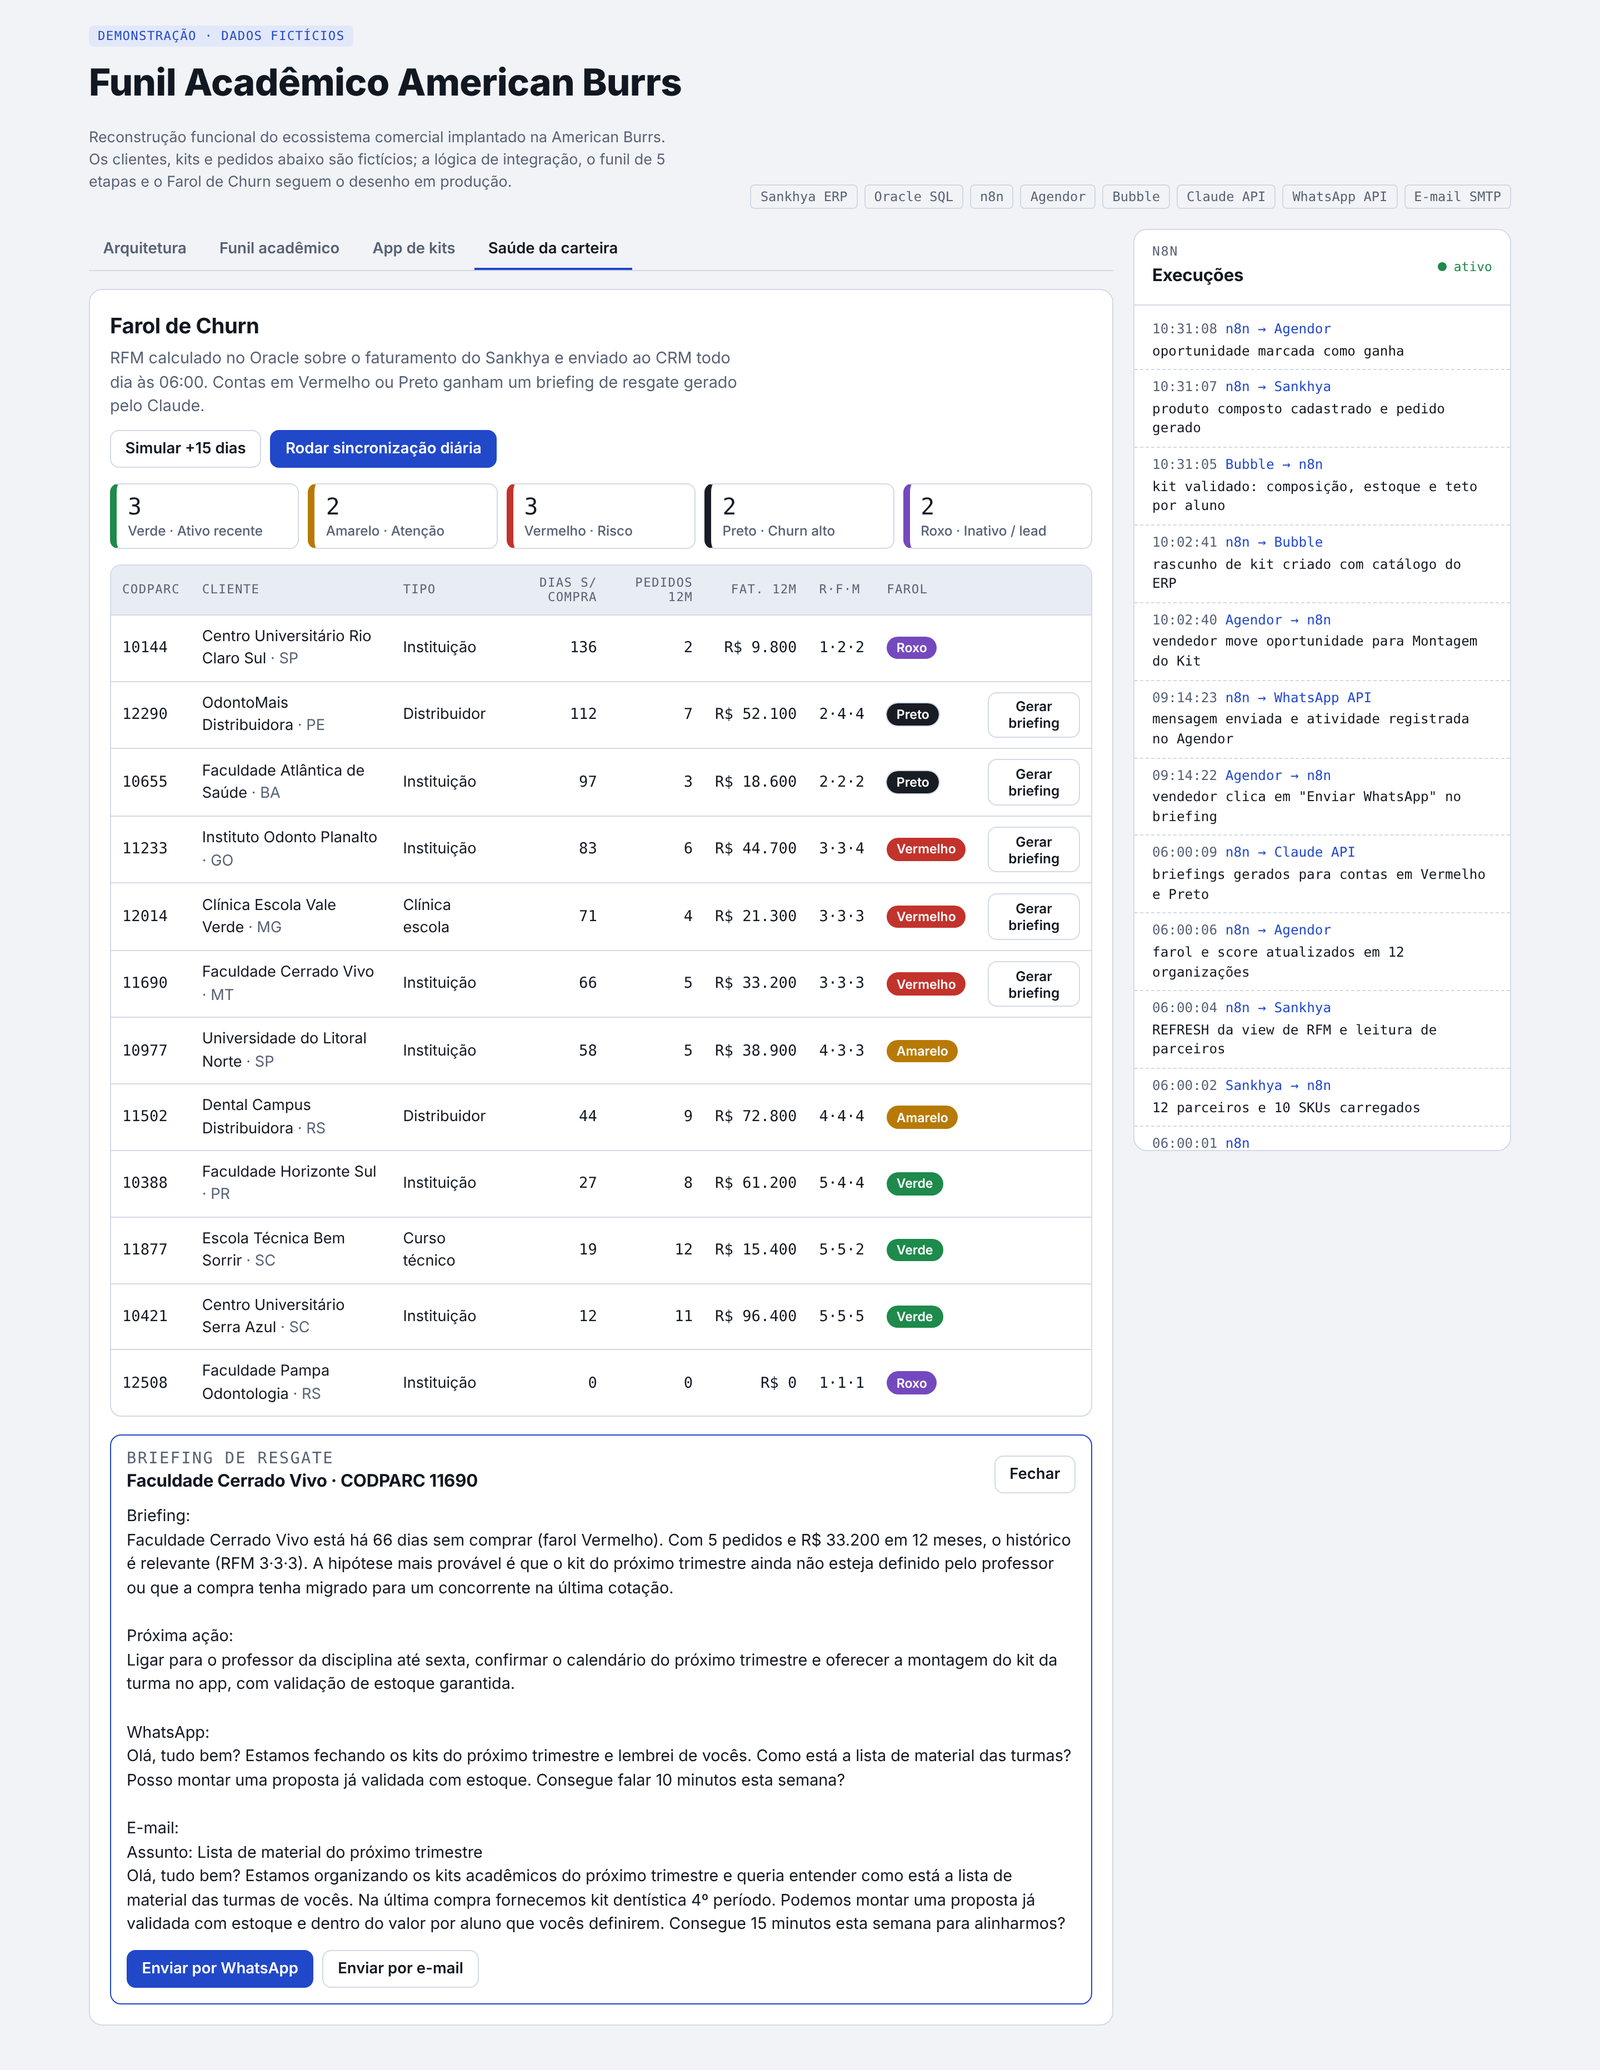 DEMONSTRAÇÃO · DADOS FICTÍCIOS
Funil Acadêmico American Burrs
Reconstrução funcional do ecossistema comercial implantado na American Burrs.
Os clientes, kits e pedidos abaixo são fictícios; a lógica de integração, o funil de 5
etapas e o Farol de Churn seguem o desenho em produção.
Sankhya ERP
Oracle SQL
n8n
Agendor
Bubble
Claude API
WhatsApp API
E-mail SMTP
Arquitetura
Funil acadêmico
App de kits
Saúde da carteira
Farol de Churn
RFM calculado no Oracle sobre o faturamento do Sankhya e enviado ao CRM todo
dia às 06:00. Contas em Vermelho ou Preto ganham um briefing de resgate gerado
pelo Claude.
Simular +15 dias
Rodar sincronização diária
3
Verde · Ativo recente
2
Amarelo · Atenção
3
Vermelho · Risco
2
Preto · Churn alto
2
Roxo · Inativo / lead
CODPARC CLIENTE TIPO DIAS S/ COMPRA PEDIDOS 12M FAT. 12M R·F·M FAROL
10144 Centro Universitário Rio Claro Sul · SP Instituição 136 2 R$ 9.800 1·2·2 Roxo
12290 OdontoMais Distribuidora · PE Distribuidor 112 7 R$ 52.100 2·4·4 Preto Gerar briefing
10655 Faculdade Atlântica de Saúde · BA Instituição 97 3 R$ 18.600 2·2·2 Preto Gerar briefing
11233 Instituto Odonto Planalto · GO Instituição 83 6 R$ 44.700 3·3·4 Vermelho Gerar briefing
12014 Clínica Escola Vale Verde · MG Clínica escola 71 4 R$ 21.300 3·3·3 Vermelho Gerar briefing
11690 Faculdade Cerrado Vivo · MT Instituição 66 5 R$ 33.200 3·3·3 Vermelho Gerar briefing
10977 Universidade do Litoral Norte · SP Instituição 58 5 R$ 38.900 4·3·3 Amarelo
11502 Dental Campus Distribuidora · RS Distribuidor 44 9 R$ 72.800 4·4·4 Amarelo
10388 Faculdade Horizonte Sul · PR Instituição 27 8 R$ 61.200 5·4·4 Verde
11877 Escola Técnica Bem Sorrir · SC Curso técnico 19 12 R$ 15.400 5·5·2 Verde
10421 Centro Universitário Serra Azul · SC Instituição 12 11 R$ 96.400 5·5·5 Verde
12508 Faculdade Pampa Odontologia · RS Instituição 0 0 R$ 0 1·1·1 Roxo
BRIEFING DE RESGATE
Faculdade Cerrado Vivo · CODPARC 11690
Fechar
Briefing:
Faculdade Cerrado Vivo está há 66 dias sem comprar (farol Vermelho). Com 5 pedidos e R$ 33.200 em 12 meses, o histórico
é relevante (RFM 3·3·3). A hipótese mais provável é que o kit do próximo trimestre ainda não esteja definido pelo professor
ou que a compra tenha migrado para um concorrente na última cotação.
Próxima ação:
Ligar para o professor da disciplina até sexta, confirmar o calendário do próximo trimestre e oferecer a montagem do kit da
turma no app, com validação de estoque garantida.
WhatsApp:
Olá, tudo bem? Estamos fechando os kits do próximo trimestre e lembrei de vocês. Como está a lista de material das turmas?
Posso montar uma proposta já validada com estoque. Consegue falar 10 minutos esta semana?
E-mail:
Assunto: Lista de material do próximo trimestre
Olá, tudo bem? Estamos organizando os kits acadêmicos do próximo trimestre e queria entender como está a lista de
material das turmas de vocês. Na última compra fornecemos kit dentística 4º período. Podemos montar uma proposta já
validada com estoque e dentro do valor por aluno que vocês definirem. Consegue 15 minutos esta semana para alinharmos?
Enviar por WhatsApp
Enviar por e-mail
N8N
Execuções
ativo
10:31:08 n8n → Agendor
oportunidade marcada como ganha
10:31:07 n8n → Sankhya
produto composto cadastrado e pedido
gerado
10:31:05 Bubble → n8n
kit validado: composição, estoque e teto
por aluno
10:02:41 n8n → Bubble
rascunho de kit criado com catálogo do
ERP
10:02:40 Agendor → n8n
vendedor move oportunidade para Montagem
do Kit
09:14:23 n8n → WhatsApp API
mensagem enviada e atividade registrada
no Agendor
09:14:22 Agendor → n8n
vendedor clica em "Enviar WhatsApp" no
briefing
06:00:09 n8n → Claude API
briefings gerados para contas em Vermelho
e Preto
06:00:06 n8n → Agendor
farol e score atualizados em 12
organizações
06:00:04 n8n → Sankhya
REFRESH da view de RFM e leitura de
parceiros
06:00:02 Sankhya → n8n
12 parceiros e 10 SKUs carregados
06:00:01 n8n